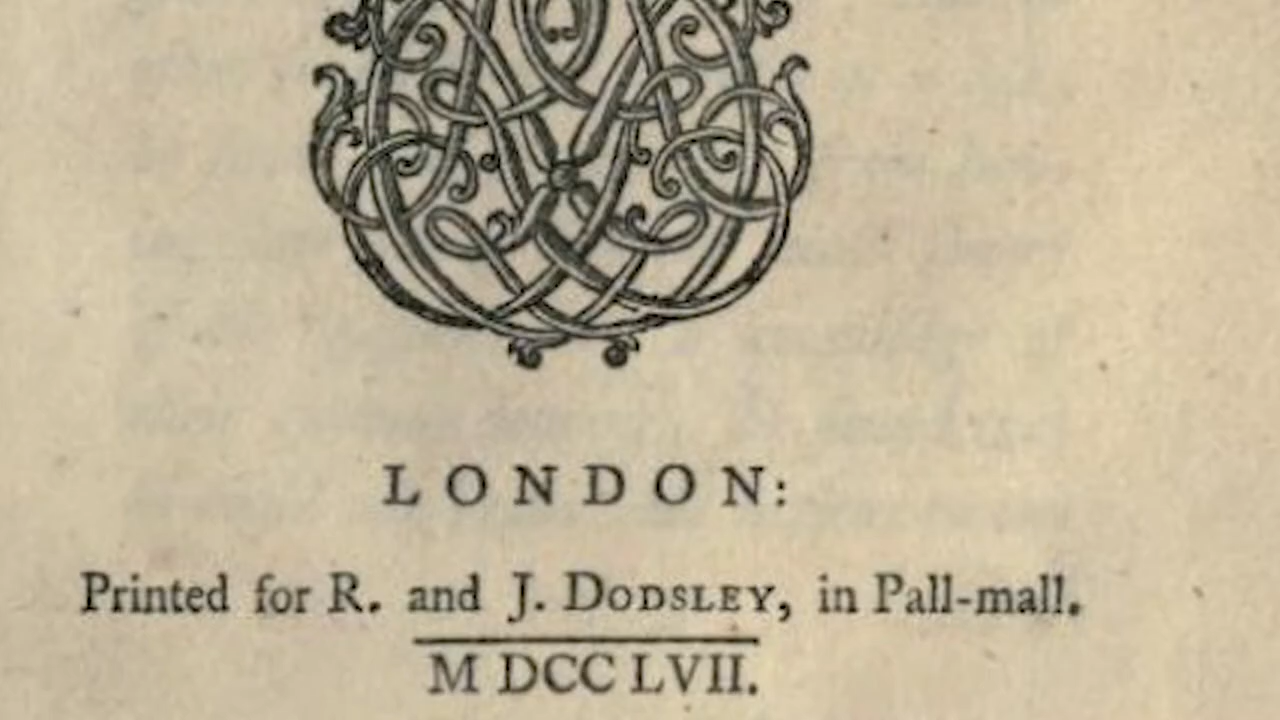 LONDON:
Printed for R. and J. DODSLEY, in Pall-mall.
M DCC LVII.